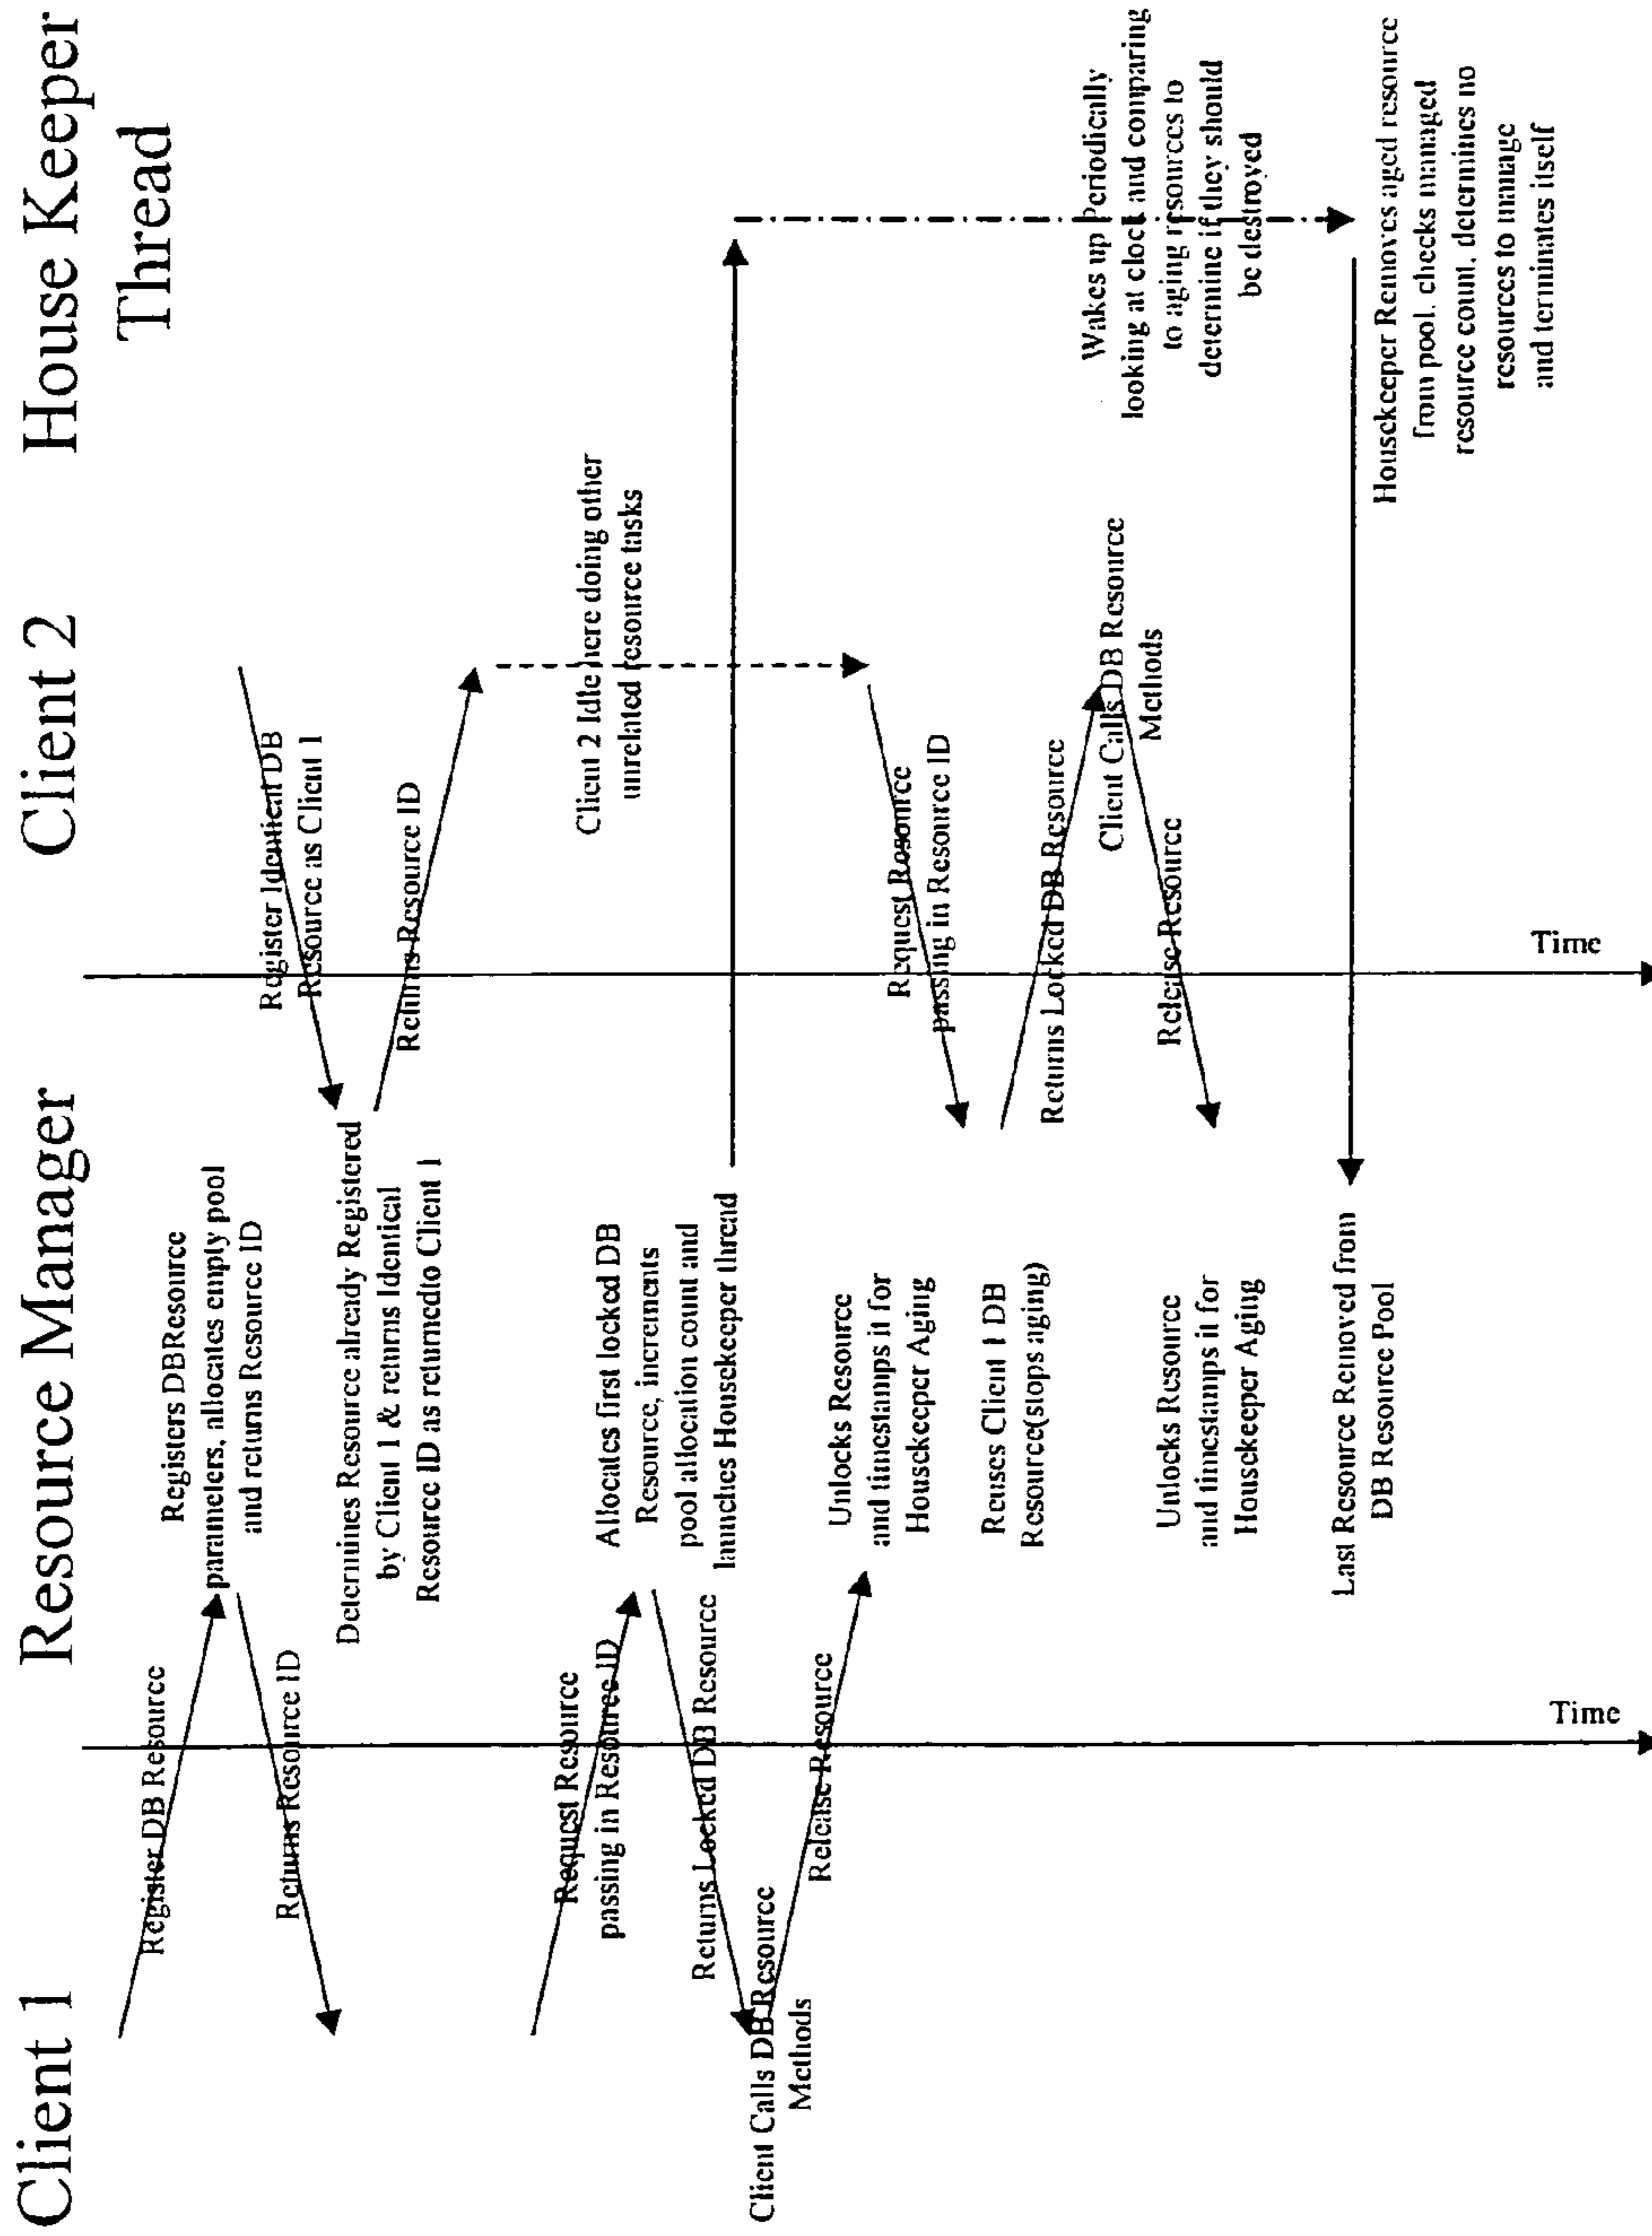 Client 1
Resource Manager
Client 2
House Keeper
Thread
Register DB Resource
Registers DBResource
parameters, allocates empty pool
and returns Resource ID
Returns Resource ID
Register Identical DB
Resource as Client 1
Determines Resource already Registered
by Client 1 & returns Identical
Resource ID as returnedto Client 1
Returns Resource ID
Client 2 Idle here doing other
unrelated resource tasks
Request Resource
passing in Resource ID
Allocates first locked DB
Resource, increments
pool allocation count and
launches Housekeeper thread
Returns Locked DB Resource
Client Calls DB Resource
Methods
Release Resource
Unlocks Resource
and timestamps it for
Housekeeper Aging
Request Resource
passing in Resource ID
Reuses Client 1 DB
Resource(stops aging)
Returns Locked DB Resource
Client Calls DB Resource
Methods
Release Resource
Unlocks Resource
and timestamps it for
Housekeeper Aging
Wakes up Periodically
looking at clock and comparing
to aging resources to
determine if they should
be destroyed
Last Resource Removed from
DB Resource Pool
Housekeeper Removes aged resource
from pool, checks managed
resource count, determines no
resources to manage
and terminates itself
Time
Time